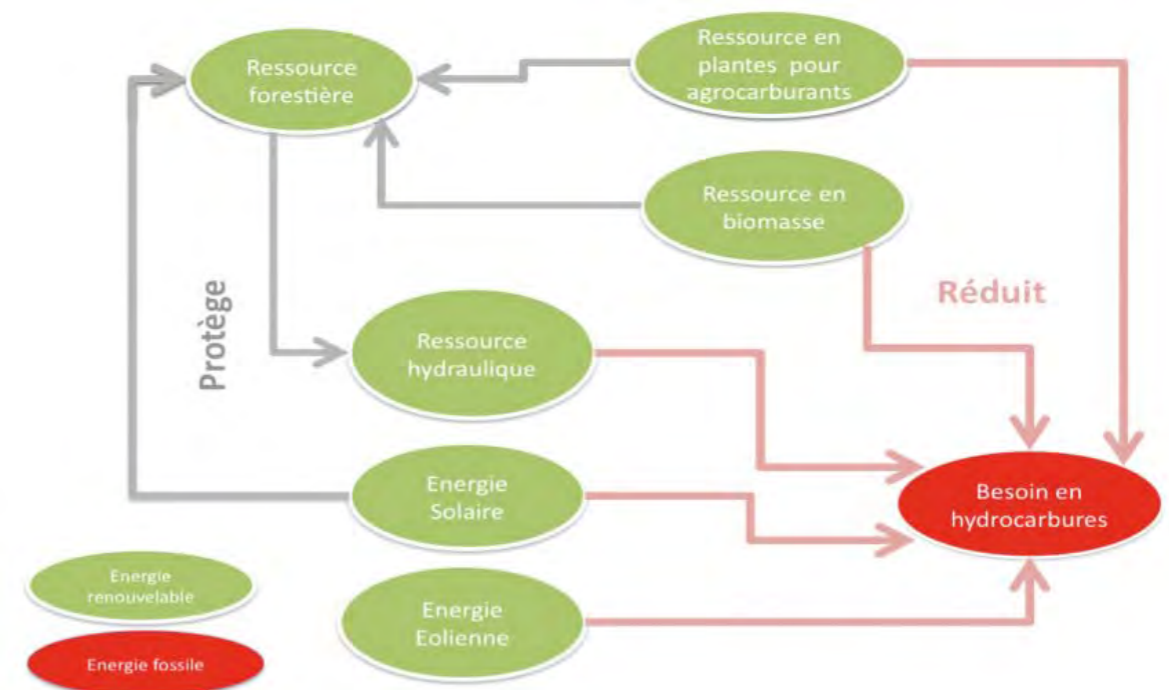 Ressource
forestière
Ressource en
plantes pour
agrocarburants
Ressource en
biomasse
Réduit
Protège
Ressource
hydraulique
Energie
Solaire
Besoin en
hydrocarbures
Energie
renouvelable
Energie
Eolienne
Energie fossile